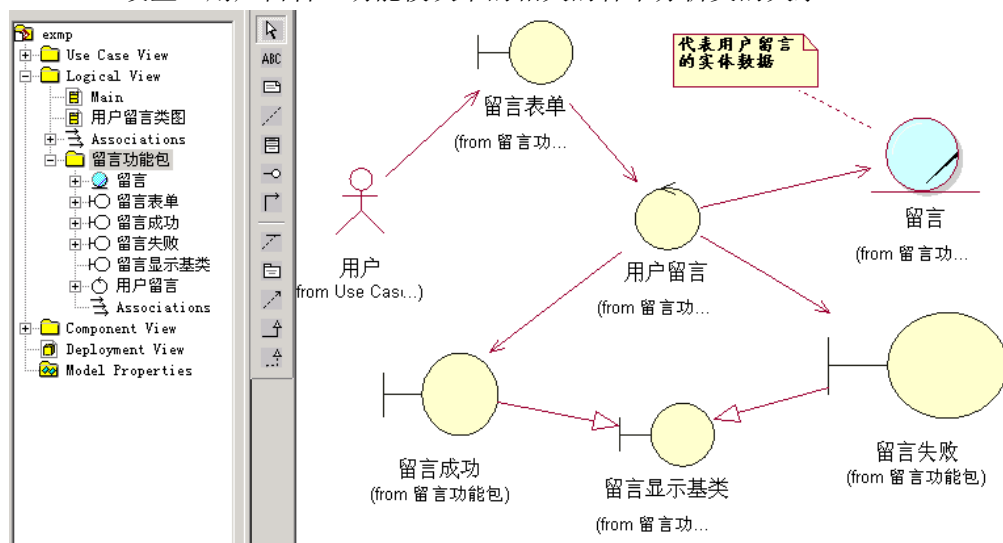 exmp
Use Case View
Logical View
Main
用户留言类图
Associations
留言功能包
留言
留言表单
留言成功
留言失败
留言显示基类
用户留言
Associations
Component View
Deployment View
Model Properties
ABC
代表用户留言
的实体数据
留言表单
(from 留言功...
用户
from Use Cas...)
用户留言
(from 留言功...
留言
(from 留言功...
留言成功
(from 留言功能包)
留言显示基类
(from 留言功...
留言失败
(from 留言功能包)